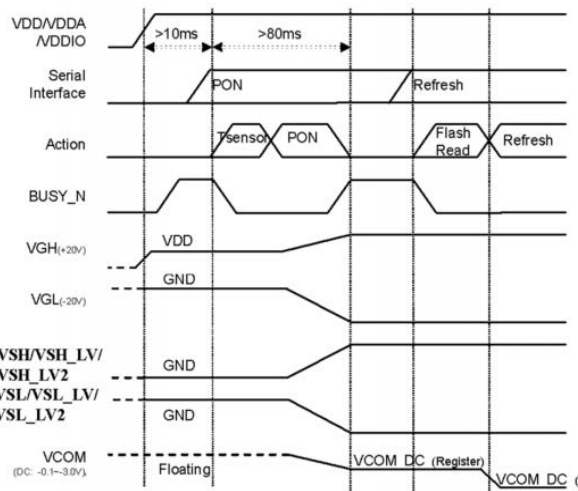 VDD/VDDA
/VDDIO
>10ms
>80ms
Serial
Interface
PON
Refresh
Action
Tsensor
PON
Flash
Read
Refresh
BUSY_N
VGH(+20V)
VDD
VGL(-20V)
GND
VSH/VSH_LV/
VSH_LV2
GND
VSL/VSL_LV/
VSL_LV2
GND
VCOM
(DC: -0.1~-3.0V),
Floating
VCOM_DC (Register)
VCOM_DC (